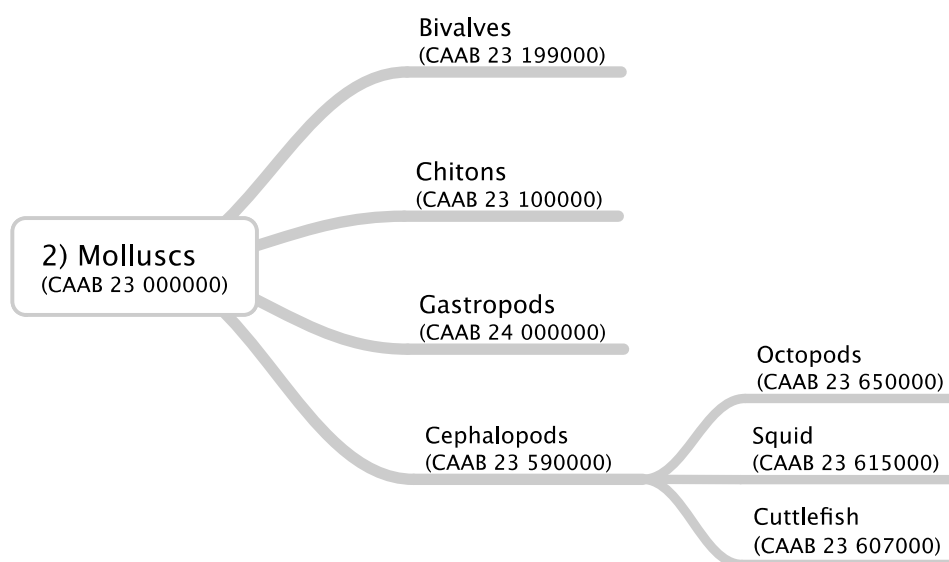 Bivalves
(CAAB 23 199000)
Chitons
(CAAB 23 100000)
2) Molluscs
(CAAB 23 000000)
Gastropods
(CAAB 24 000000)
Cephalopods
(CAAB 23 590000)
Octopods
(CAAB 23 650000)
Squid
(CAAB 23 615000)
Cuttlefish
(CAAB 23 607000)